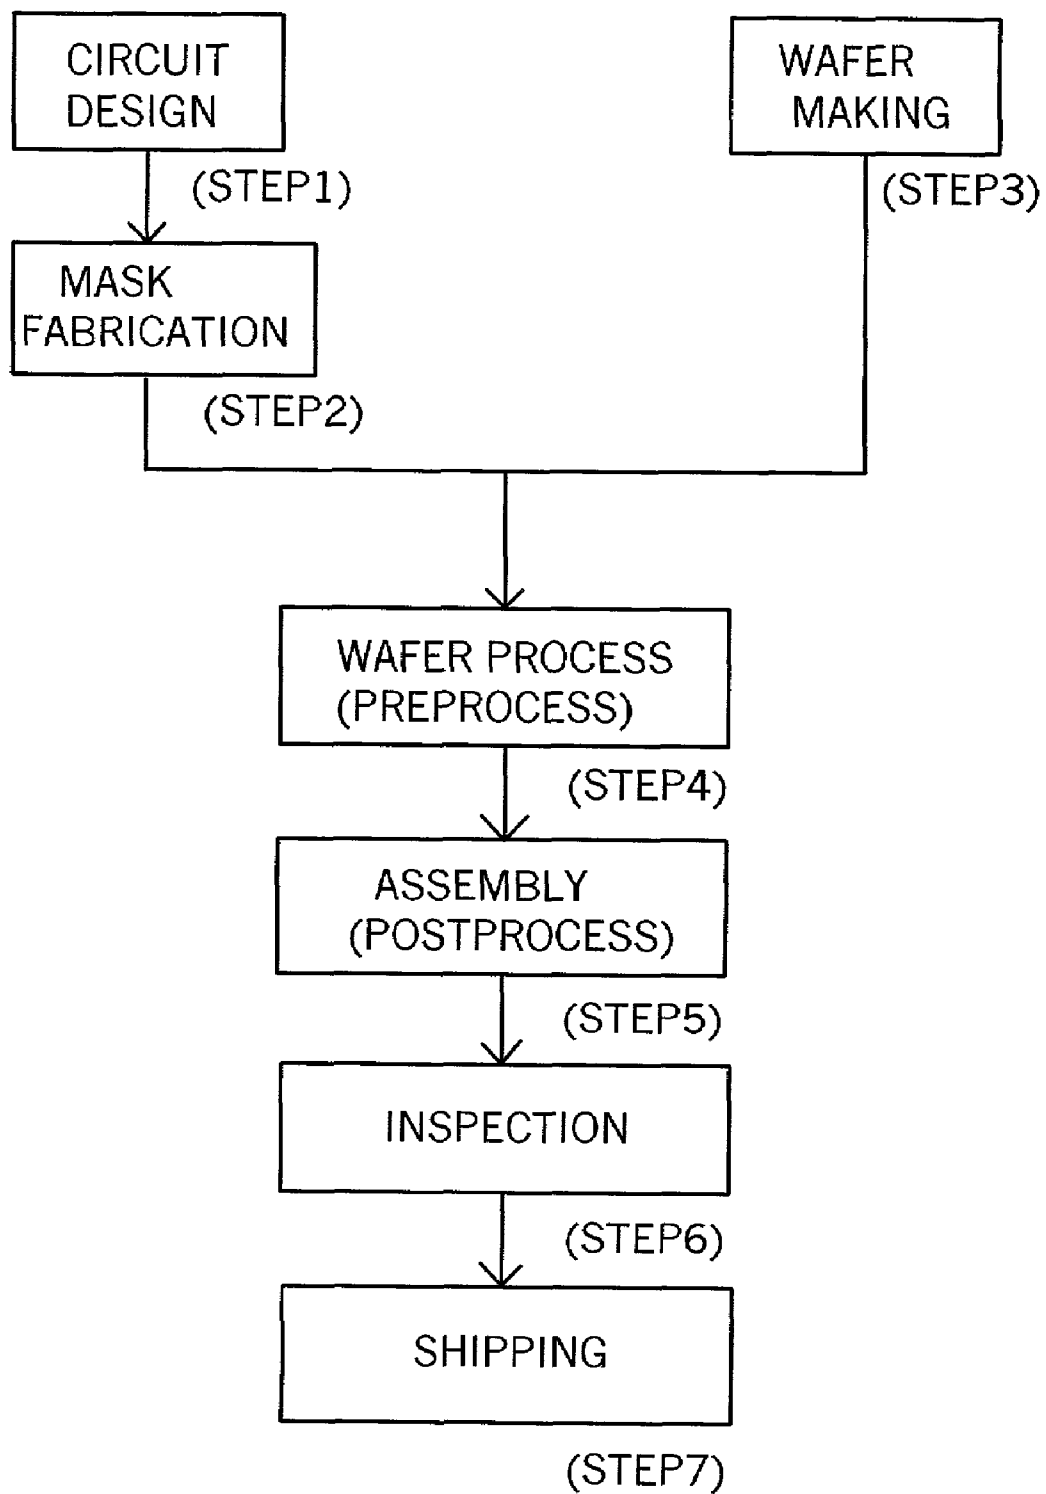 CIRCUIT
DESIGN
(STEP1)
MASK
FABRICATION
(STEP2)
WAFER
MAKING
(STEP3)
WAFER PROCESS
(PREPROCESS)
(STEP4)
ASSEMBLY
(POSTPROCESS)
(STEP5)
INSPECTION
(STEP6)
SHIPPING
(STEP7)